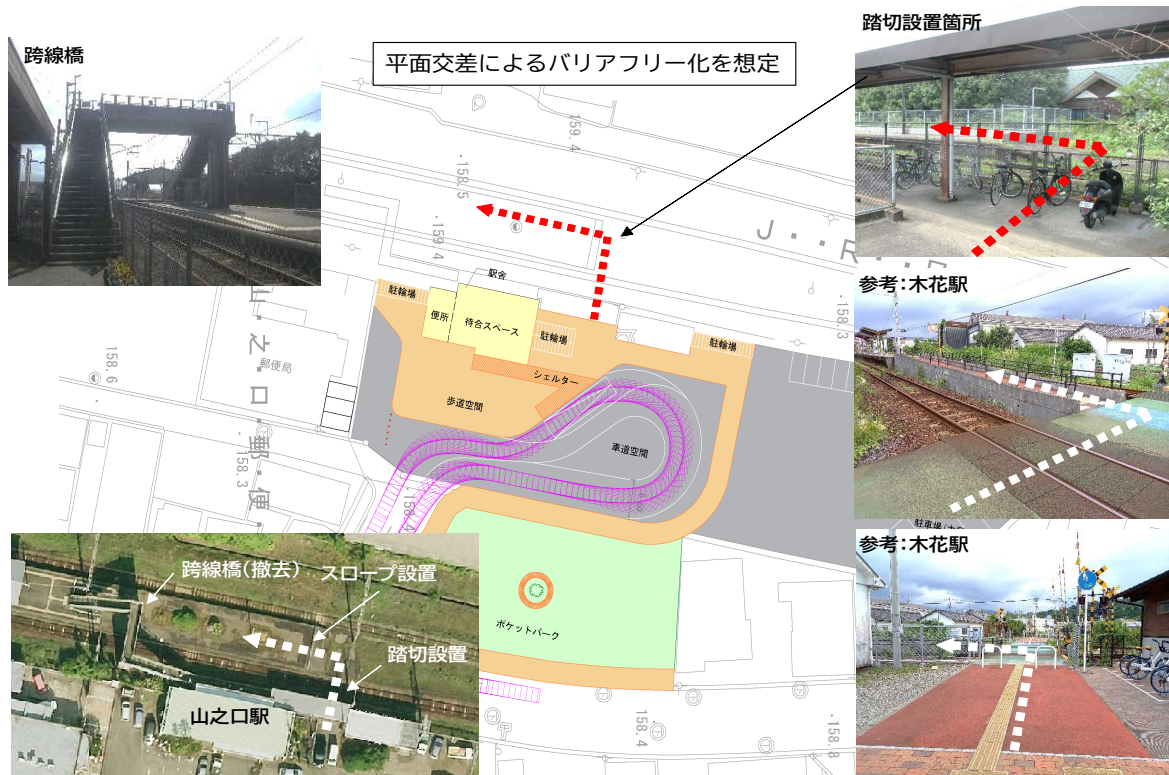 跨線橋
平面交差によるバリアフリー化を想定
踏切設置箇所
159.4
158.5
159.4
J・・R
158.3
駅舎
駐輪場
便所
待合スペース
駐輪場
駐輪場
参考：木花駅
シェルター
山・之・口・郵・便・
郵便局
158.6
158.3
歩道空間
車道空間
158.4
参考：木花駅
跨線橋（撤去）
スロープ設置
踏切設置
山之口駅
ポケットパーク
158.4
158.8